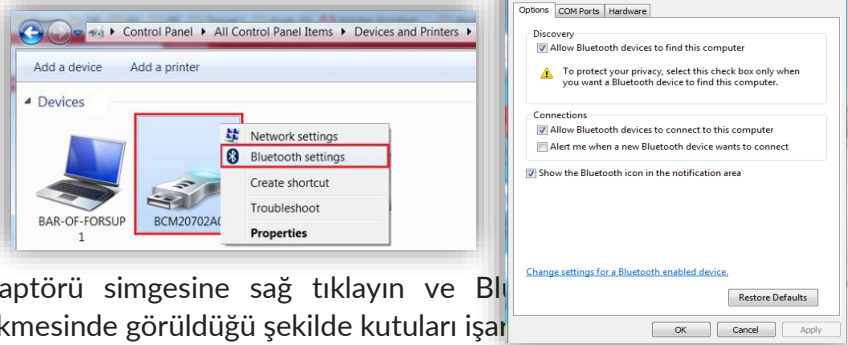 Control Panel ▸ All Control Panel Items ▸ Devices and Printers ▸
Add a device Add a printer
Devices
BAR-OF-FORSUP
1
BCM20702A
Network settings
Bluetooth settings
Create shortcut
Troubleshoot
Properties
Options COM Ports Hardware
Discovery
Allow Bluetooth devices to find this computer
To protect your privacy, select this check box only when
you want a Bluetooth device to find this computer.
Connections
Allow Bluetooth devices to connect to this computer
Alert me when a new Bluetooth device wants to connect
Show the Bluetooth icon in the notification area
Change settings for a Bluetooth enabled device.
Restore Defaults
OK Cancel Apply
aptörü simgesine sağ tıklayın ve Bl
kmesinde görüldüğü şekilde kutuları işar